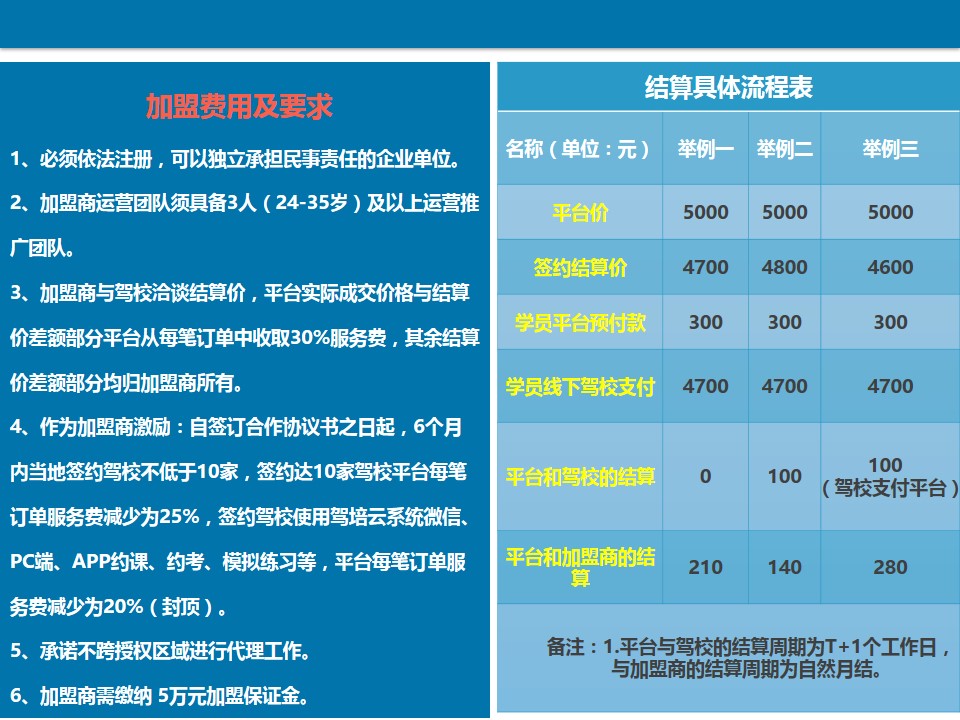 加盟费用及要求
1、必须依法注册，可以独立承担民事责任的企业单位。
2、加盟商运营团队须具备3人（24-35岁）及以上运营推
广团队。
3、加盟商与驾校洽谈结算价，平台实际成交价格与结算
价差额部分平台从每笔订单中收取30%服务费，其余结算
价差额部分均归加盟商所有。
4、作为加盟商激励：自签订合作协议书之日起，6个月
内当地签约驾校不低于10家，签约达10家驾校平台每笔
订单服务费减少为25%，签约驾校使用驾培云系统微信、
PC端、APP约课、约考、模拟练习等，平台每笔订单服
务费减少为20%（封顶）。
5、承诺不跨授权区域进行代理工作。
6、加盟商需缴纳 5万元加盟保证金。
结算具体流程表
名称（单位：元） 举例一 举例二 举例三
平台价 5000 5000 5000
签约结算价 4700 4800 4600
学员平台预付款 300 300 300
学员线下驾校支付 4700 4700 4700
平台和驾校的结算 0 100 100
（驾校支付平台）
平台和加盟商的结
算 210 140 280
备注：1.平台与驾校的结算周期为T+1个工作日，
与加盟商的结算周期为自然月结。